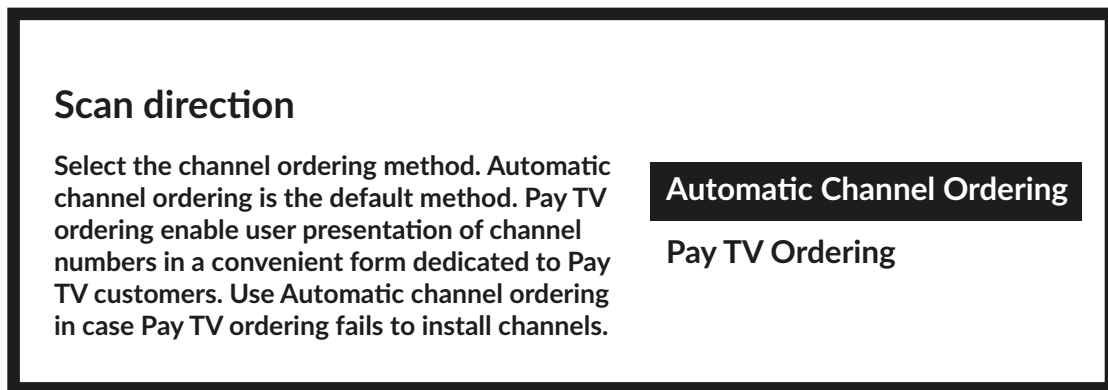 Scan direction
Select the channel ordering method. Automatic
channel ordering is the default method. Pay TV
ordering enable user presentation of channel
numbers in a convenient form dedicated to Pay
TV customers. Use Automatic channel ordering
in case Pay TV ordering fails to install channels.
Automatic Channel Ordering
Pay TV Ordering